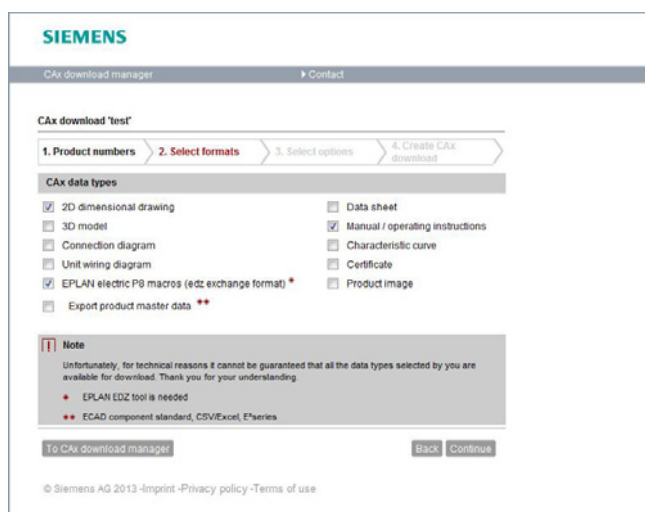 SIEMENS
CAx download manager
Contact
CAx download 'test'
1. Product numbers
2. Select formats
3. Select options
4. Create CAx
download
CAx data types
2D dimensional drawing
3D model
Connection diagram
Unit wiring diagram
EPLAN electric P8 macros (edz exchange format) *
Export product master data **
Data sheet
Manual / operating instructions
Characteristic curve
Certificate
Product image
! Note
Unfortunately, for technical reasons it cannot be guaranteed that all the data types selected by you are
available for download. Thank you for your understanding.
* EPLAN EDZ tool is needed
** ECAD component standard, CSV/Excel, E³series
To CAx download manager
Back
Continue
© Siemens AG 2013 -Imprint -Privacy policy -Terms of use